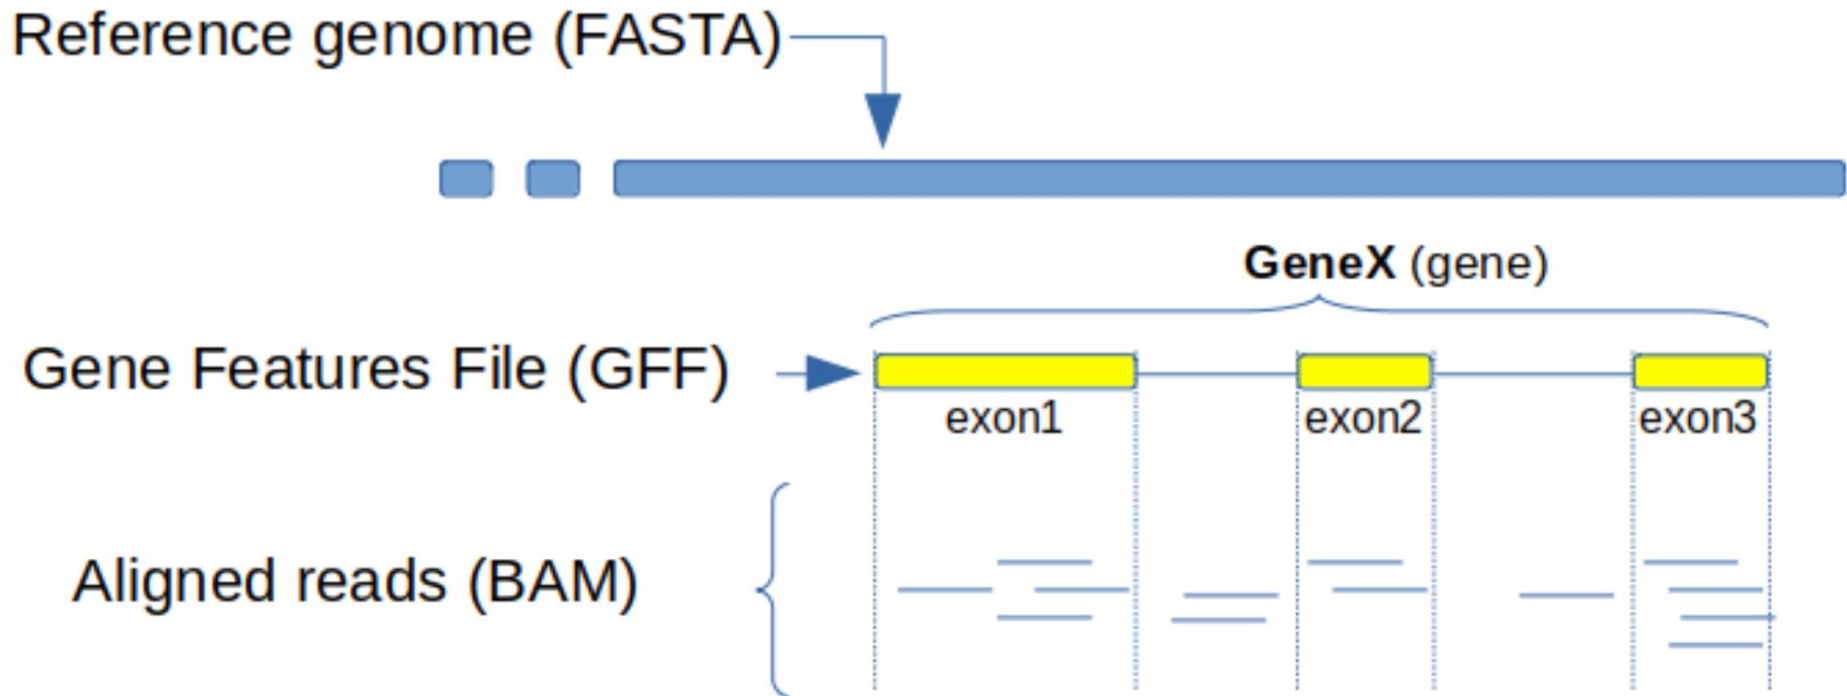 Reference genome (FASTA)
GeneX (gene)
Gene Features File (GFF)
exon1 exon2 exon3
Aligned reads (BAM)